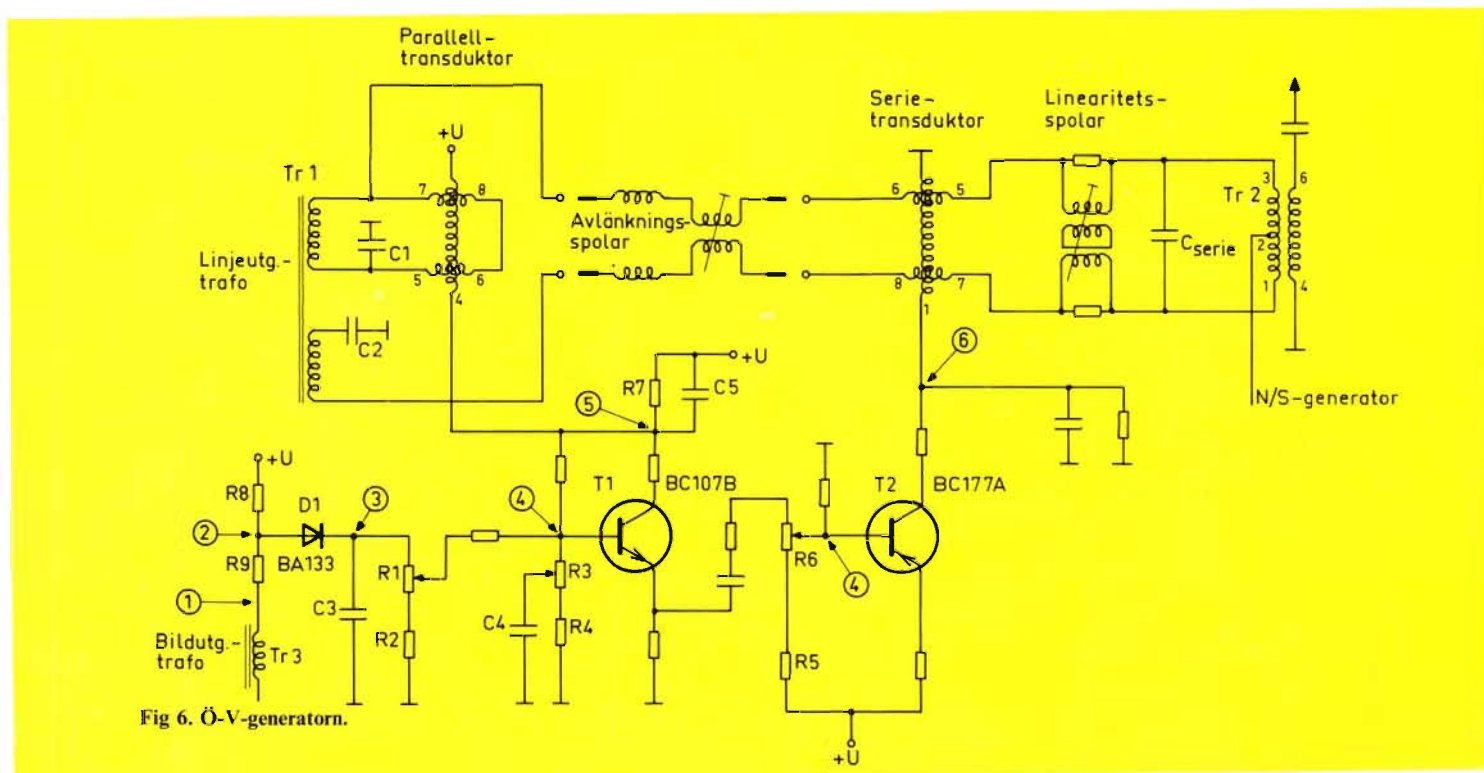 Parallell-
transduktor
+U
Tr 1
7
8
C1
5
6
4
Linjeutg.-
trafo
C2
Avlänknings-
spolar
Serie-
transduktor
6
5
8
7
1
Linearitets-
spolar
C serie
3
Tr 2
2
1
6
4
N/S-generator
+U
R7
C5
5
6
+U
R8
D1
3
2
BA133
R9
1
C3
R1
R2
Bildutg.-
trafo
Tr 3
4
T1
BC107B
R3
C4
R4
R6
4
T2
BC177A
R5
+U
Fig 6. Ö-V-generatorn.